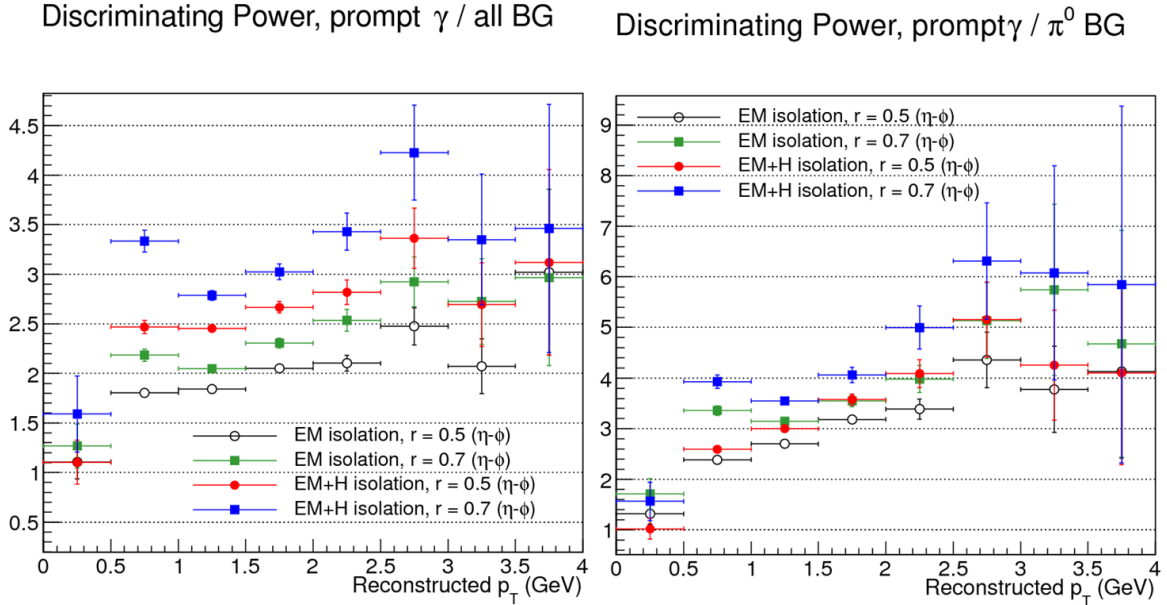 Discriminating Power, prompt γ / all BG
4.5
4
3.5
3
2.5
2
1.5
1
0.5
EM isolation, r = 0.5 (η-ϕ)
EM isolation, r = 0.7 (η-ϕ)
EM+H isolation, r = 0.5 (η-ϕ)
EM+H isolation, r = 0.7 (η-ϕ)
0 0.5 1 1.5 2 2.5 3 3.5 4
Reconstructed p_T (GeV)
Discriminating Power, promptγ / π⁰ BG
9
8
7
6
5
4
3
2
1
EM isolation, r = 0.5 (η-ϕ)
EM isolation, r = 0.7 (η-ϕ)
EM+H isolation, r = 0.5 (η-ϕ)
EM+H isolation, r = 0.7 (η-ϕ)
0 0.5 1 1.5 2 2.5 3 3.5 4
Reconstructed p_T (GeV)